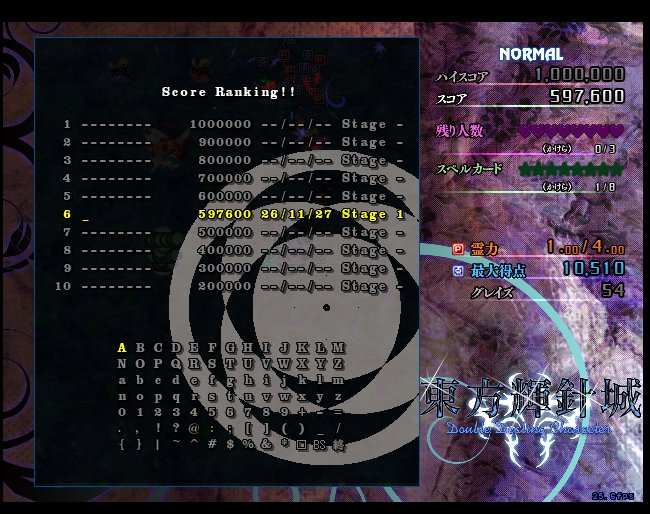 Score Ranking!!
1 -------- 1000000 --/--/-- Stage -
2 -------- 900000 --/--/-- Stage -
3 -------- 800000 --/--/-- Stage -
4 -------- 700000 --/--/-- Stage -
5 -------- 600000 --/--/-- Stage -
6 _ 597600 26/11/27 Stage 1
7 -------- 500000 --/--/-- Stage -
8 -------- 400000 --/--/-- Stage -
9 -------- 300000 --/--/-- Stage -
10 -------- 200000 --/--/-- Stage -
A B C D E F G H I J K L M
N O P Q R S T U V W X Y Z
a b c d e f g h i j k l m
n o p q r s t u v w x y z
0 1 2 3 4 5 6 7 8 9 + - =
. , ! ? @ : ; [ ] ( ) _ /
{ } | ~ ^ # $ % & * □ BS 終
NORMAL
ハイスコア 1,000,000
スコア 597,600
残り人数
(かけら) 0/3
スペルカード
(かけら) 1/8
P 霊力 1.00/4.00
最大得点 10,510
グレイズ 54
東方輝針城
Double Dealing Character